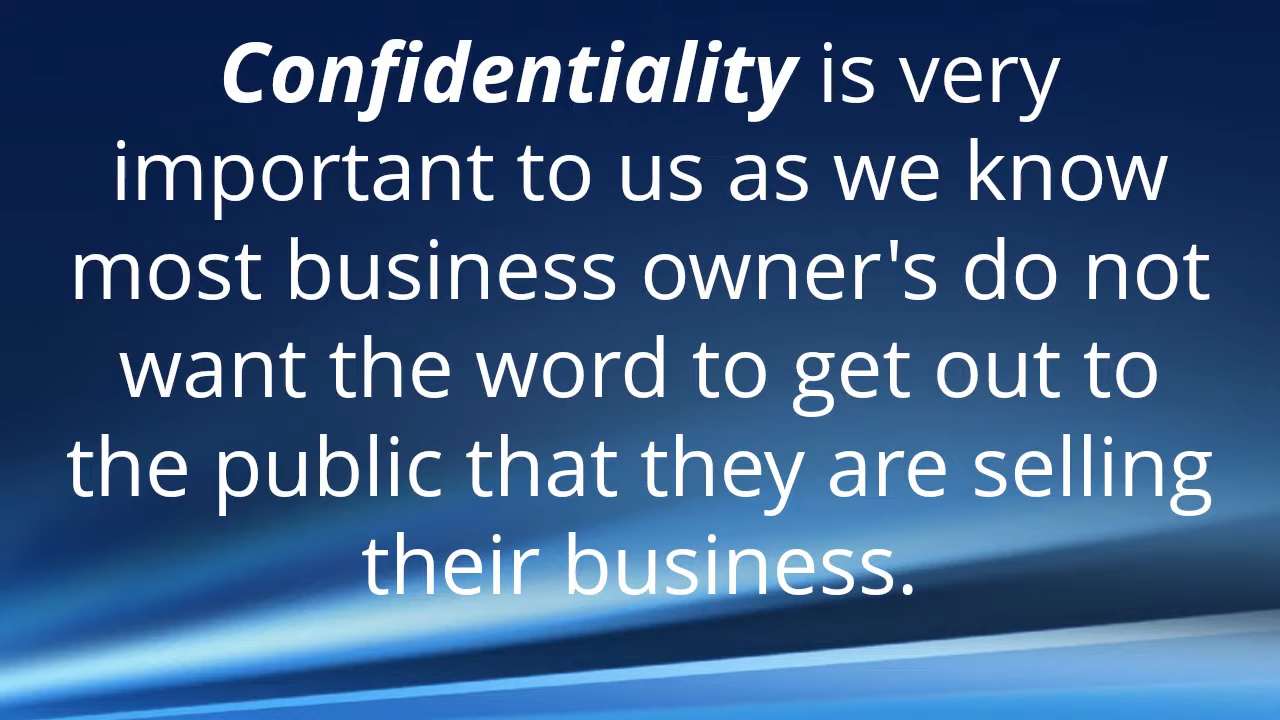 Confidentiality is very
important to us as we know
most business owner's do not
want the word to get out to
the public that they are selling
their business.